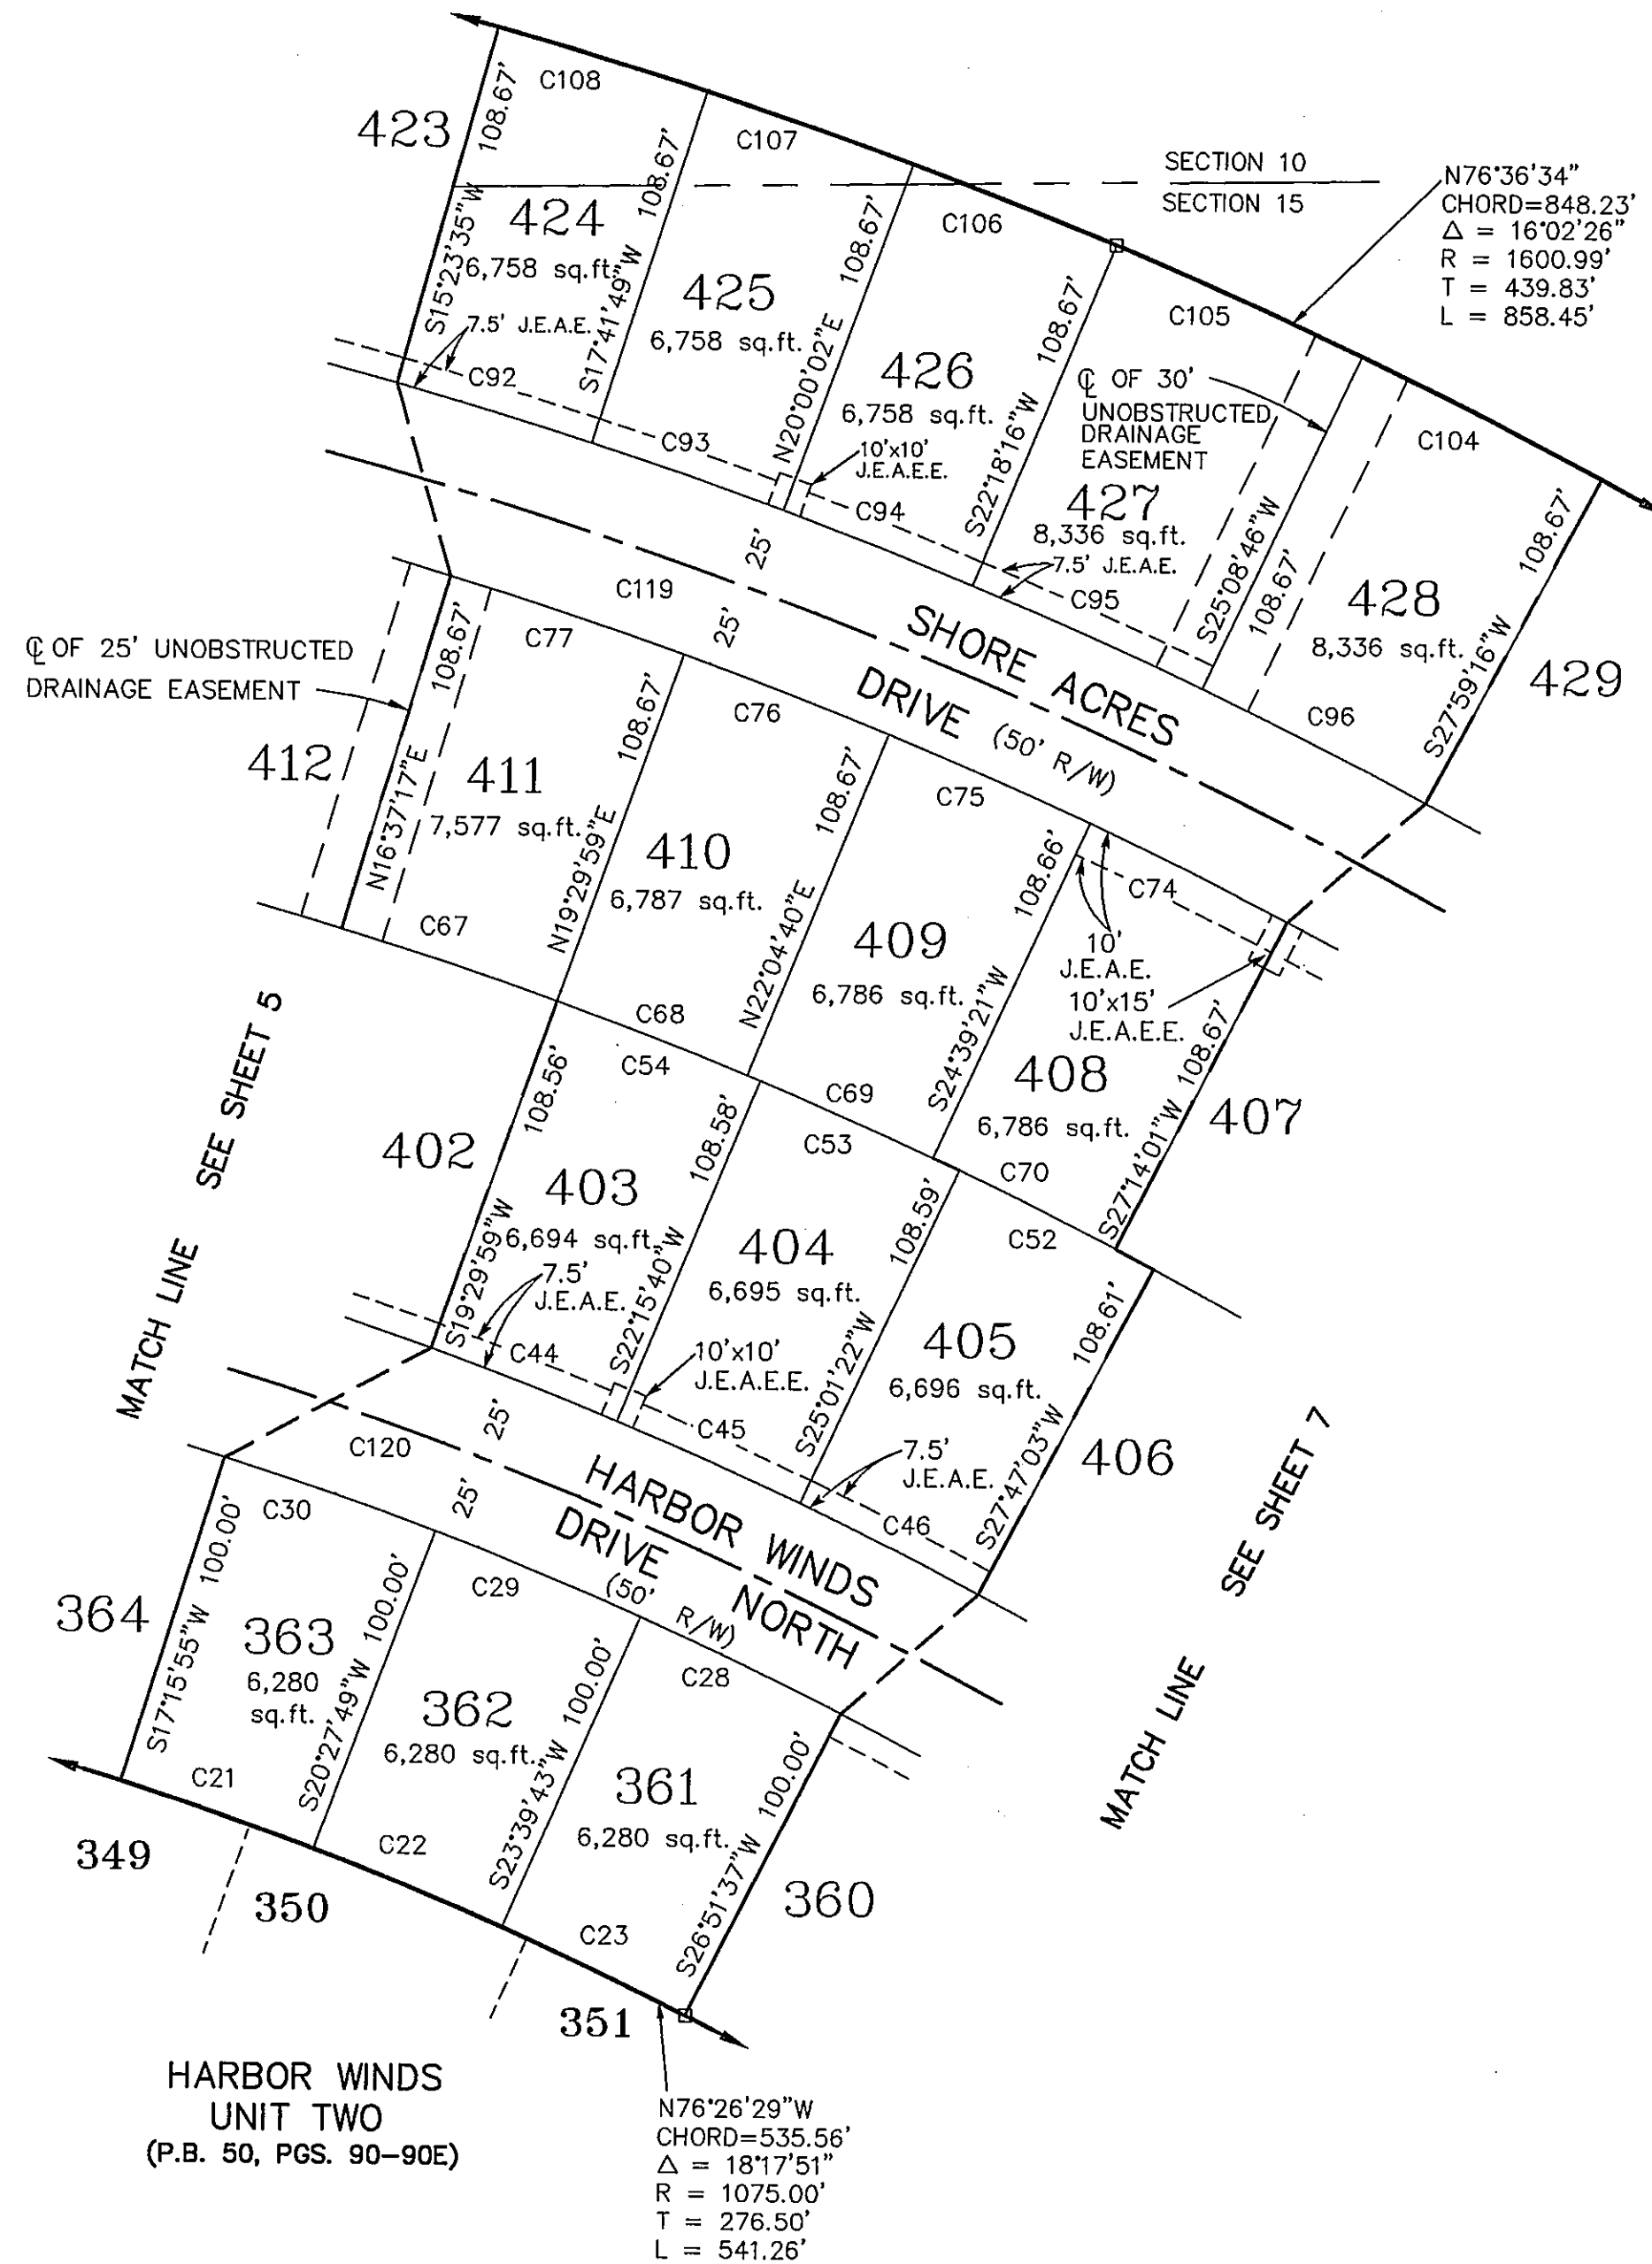 C108
108.67'
423
C107
108.67'
SECTION 10
SECTION 15
N76°36'34"
CHORD=848.23'
Δ = 16°02'26"
R = 1600.99'
T = 439.83'
L = 858.45'
S15°23'35"W
424
6,758 sq.ft.
S17°41'49"W
108.67'
C106
425
6,758 sq.ft.
7.5' J.E.A.E.
C92
N20°00'02"E
108.67'
C105
426
6,758 sq.ft.
℄ OF 30'
UNOBSTRUCTED
DRAINAGE
EASEMENT
C104
C93
10'x10'
J.E.A.E.E.
C94
S22°18'16"W
427
8,336 sq.ft.
7.5' J.E.A.E.
C95
S25°08'46"W
108.67'
108.67'
428
8,336 sq.ft.
S27°59'16"W
429
C96
25'
C119
25'
SHORE ACRES
DRIVE (50' R/W)
℄ OF 25' UNOBSTRUCTED
DRAINAGE EASEMENT
108.67'
C77
C76
C75
C74
412
N16°37'17"E
411
7,577 sq.ft.
108.67'
N19°29'59"E
410
6,787 sq.ft.
108.67'
N22°04'40"E
409
6,786 sq.ft.
108.66'
S24°39'21"W
10'
J.E.A.E.
10'x15'
J.E.A.E.E.
408
6,786 sq.ft.
108.67'
S27°14'01"W
407
C67
C68
C69
C70
MATCH LINE SEE SHEET 5
402
108.56'
C54
C53
C52
403
6,694 sq.ft.
S19°29'59"W
7.5'
J.E.A.E.
C44
108.58'
S22°15'40"W
404
6,695 sq.ft.
10'x10'
J.E.A.E.E.
C45
108.59'
S25°01'22"W
405
6,696 sq.ft.
7.5'
J.E.A.E.
C46
108.61'
S27°47'03"W
406
MATCH LINE SEE SHEET 7
25'
C120
25'
HARBOR WINDS
DRIVE NORTH
(50' R/W)
C30
C29
C28
364
S17°15'55"W 100.00'
363
6,280
sq.ft.
S20°27'49"W 100.00'
362
6,280 sq.ft.
S23°39'43"W 100.00'
361
6,280 sq.ft.
S26°51'37"W 100.00'
360
C21
C22
C23
349
350
351
HARBOR WINDS
UNIT TWO
(P.B. 50, PGS. 90-90E)
N76°26'29"W
CHORD=535.56'
Δ = 18°17'51"
R = 1075.00'
T = 276.50'
L = 541.26'